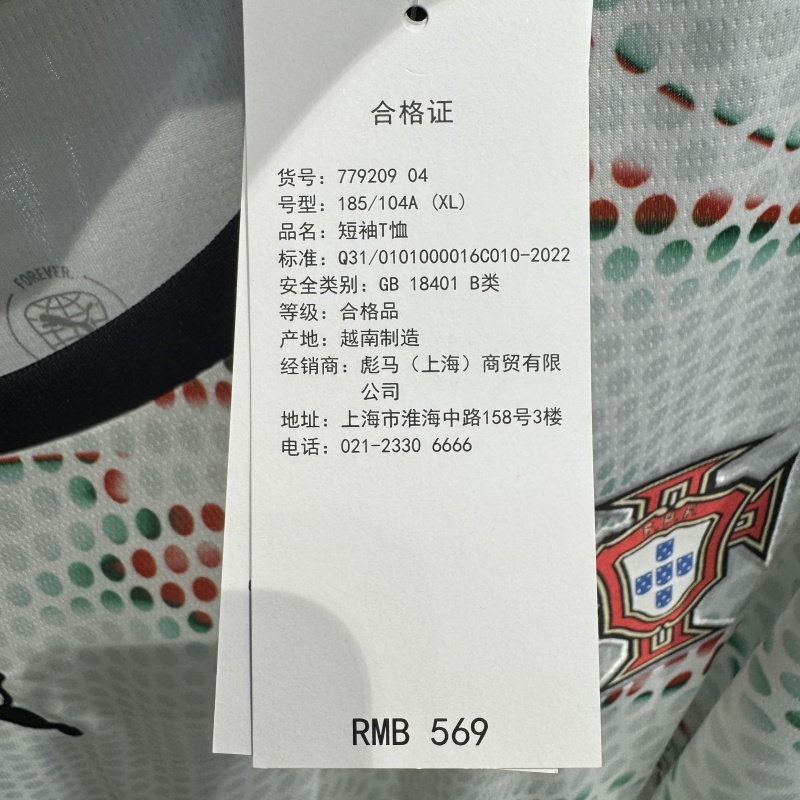 合格证
货号：779209 04
号型：185/104A (XL)
品名：短袖T恤
标准：Q31/0101000016C010-2022
安全类别：GB 18401 B类
等级：合格品
产地：越南制造
经销商：彪马（上海）商贸有限
公司
地址：上海市淮海中路158号3楼
电话：021-2330 6666
RMB 569
FOREVER.
F.P.F